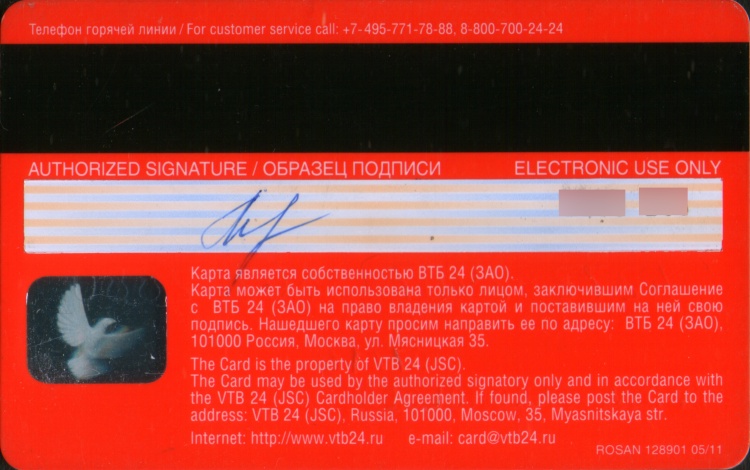 Телефон горячей линии / For customer service call: +7-495-771-78-88, 8-800-700-24-24
AUTHORIZED SIGNATURE / ОБРАЗЕЦ ПОДПИСИ ELECTRONIC USE ONLY
Карта является собственностью ВТБ 24 (ЗАО).
Карта может быть использована только лицом, заключившим Соглашение
с ВТБ 24 (ЗАО) на право владения картой и поставившим на ней свою
подпись. Нашедшего карту просим направить ее по адресу: ВТБ 24 (ЗАО),
101000 Россия, Москва, ул. Мясницкая 35.
The Card is the property of VTB 24 (JSC).
The Card may be used by the authorized signatory only and in accordance with
the VTB 24 (JSC) Cardholder Agreement. If found, please post the Card to the
address: VTB 24 (JSC), Russia, 101000, Moscow, 35, Myasnitskaya str.
Internet: http://www.vtb24.ru e-mail: card@vtb24.ru
ROSAN 128901 05/11